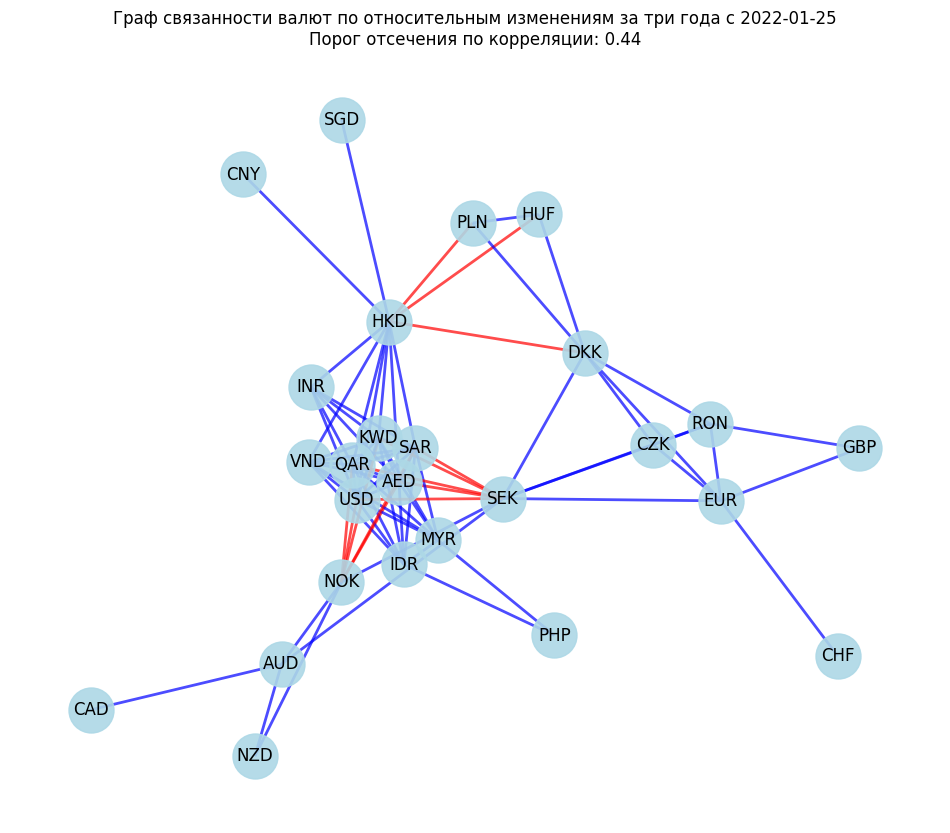 Граф связанности валют по относительным изменениям за три года с 2022-01-25
Порог отсечения по корреляции: 0.44
SGD
CNY
HUF
PLN
HKD
DKK
INR
RON
KWD
CZK
SAR
GBP
VND
QAR
AED
USD
SEK
EUR
MYR
IDR
NOK
PHP
CHF
AUD
CAD
NZD